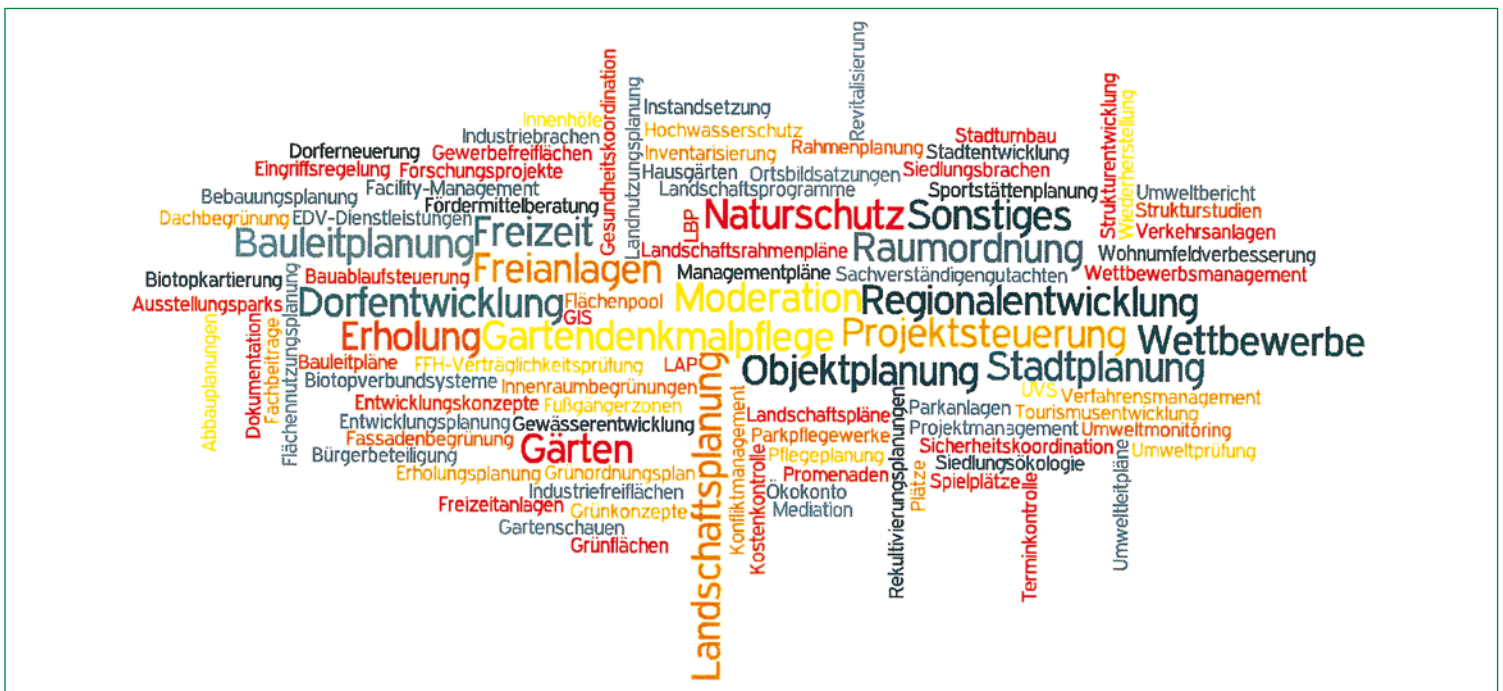 Revitalisierung
Gesundheitskoordination
Landnutzungsplanung
Instandsetzung
Innenhöfe
Hochwasserschutz
Stadtumbau
Strukturentwicklung
Wiederherstellung
Industriebrachen
Rahmenplanung
Dorferneuerung
Gewerbefreiflächen
Inventarisierung
Stadtentwicklung
Eingriffsregelung
Forschungsprojekte
Hausgärten
Ortsbildsatzungen
Siedlungsbrachen
Bebauungsplanung
Facility-Management
Landschaftsprogramme
Sportstättenplanung
Umweltbericht
Fördermittelberatung
Dachbegrünung
EDV-Dienstleistungen
Freizeit
LBP
Naturschutz
Sonstiges
Strukturstudien
Verkehrsanlagen
Bauleitplanung
Landschaftsrahmenpläne
Raumordnung
Wohnumfeldverbesserung
Biotopkartierung
Bauablaufsteuerung
Freianlagen
Managementpläne
Sachverständigengutachten
Wettbewerbsmanagement
Ausstellungsparks
Flächennutzungsplanung
Dorfentwicklung
Flächenpool
GIS
Moderation
Regionalentwicklung
Abbauplanungen
Dokumentation
Fachbeiträge
Erholung
Gartendenkmalpflege
Projektsteuerung
Wettbewerbe
Bauleitpläne
FFH-Verträglichkeitsprüfung
LAP
Landschaftsplanung
Objektplanung
Stadtplanung
Biotopverbundsysteme
Innenraumbegrünungen
Konfliktmanagement
Rekultivierungsplanungen
UVS
Verfahrensmanagement
Entwicklungskonzepte
Fußgängerzonen
Landschaftspläne
Parkanlagen
Tourismusentwicklung
Entwicklungsplanung
Gewässerentwicklung
Projektmanagement
Umweltmonitöring
Fassadenbegrünung
Gärten
Parkpflegewerke
Sicherheitskoordination
Umweltprüfung
Bürgerbeteiligung
Kostenkontrolle
Pflegeplanung
Siedlungsökologie
Umweltleitpläne
Erholungsplanung
Grünordnungsplan
Promenaden
Plätze
Spielplätze
Industriefreiflächen
Ökokonto
Terminkontrolle
Freizeitanlagen
Grünkonzepte
Mediation
Gartenschauen
Grünflächen